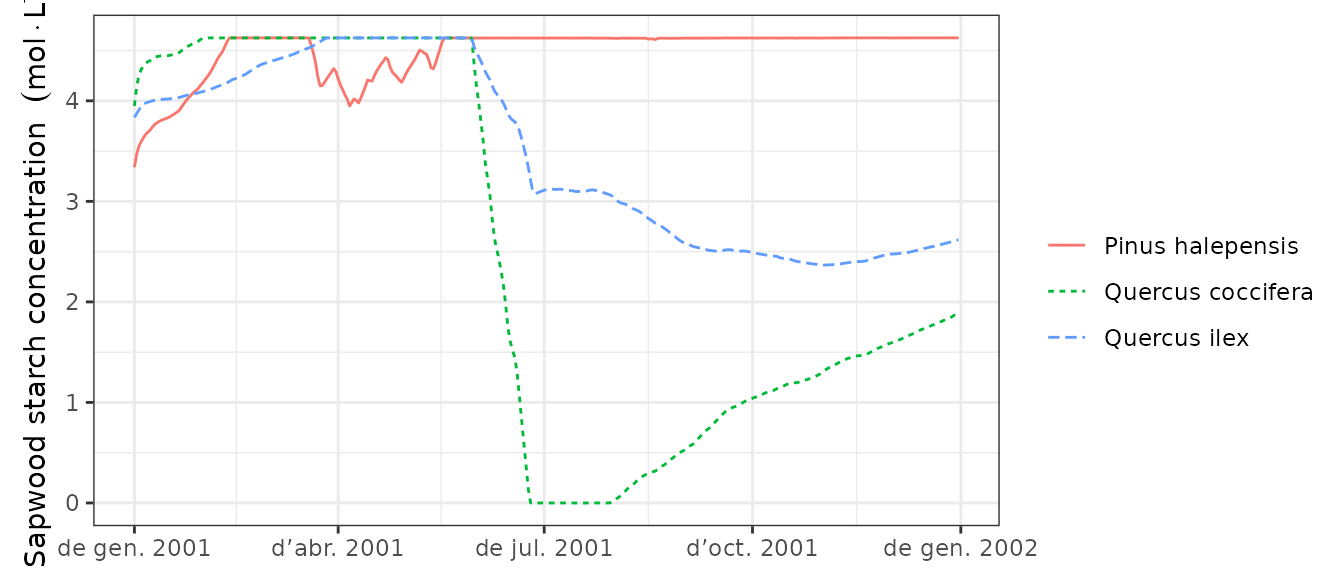 Sapwood starch concentration (mol·L
4
3
2
1
0
de gen. 2001
d’abr. 2001
de jul. 2001
d’oct. 2001
de gen. 2002
Pinus halepensis
Quercus coccifera
Quercus ilex